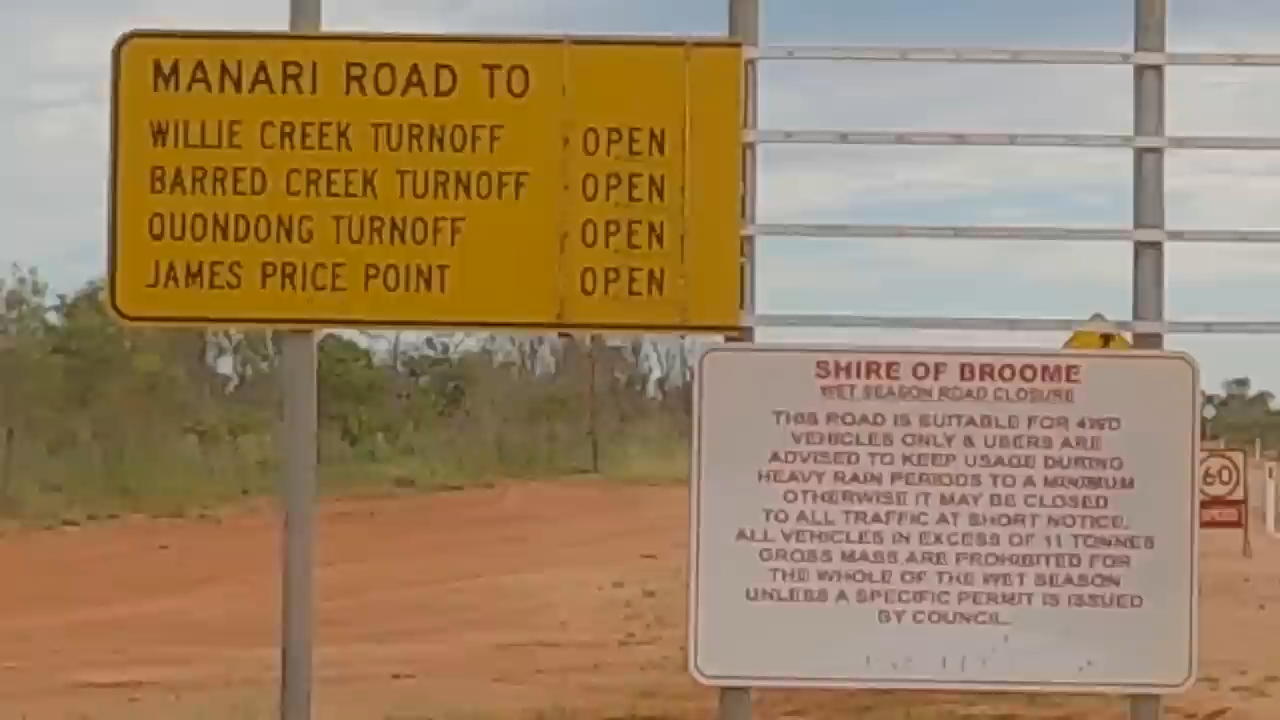 MANARI ROAD TO
WILLIE CREEK TURNOFF OPEN
BARRED CREEK TURNOFF OPEN
QUONDONG TURNOFF OPEN
JAMES PRICE POINT OPEN
SHIRE OF BROOME
WET SEASON ROAD CLOSURE
THIS ROAD IS SUITABLE FOR 4WD
VEHICLES ONLY & USERS ARE
ADVISED TO KEEP USAGE DURING
HEAVY RAIN PERIODS TO A MINIMUM
OTHERWISE IT MAY BE CLOSED
TO ALL TRAFFIC AT SHORT NOTICE.
ALL VEHICLES IN EXCESS OF 11 TONNES
GROSS MASS ARE PROHIBITED FOR
THE WHOLE OF THE WET SEASON
UNLESS A SPECIFIC PERMIT IS ISSUED
BY COUNCIL.
60